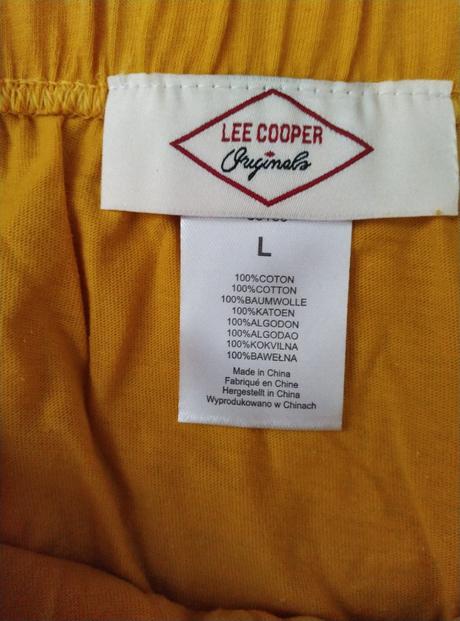 LEE COOPER
Originals
L
100%COTON
100%COTTON
100%BAUMWOLLE
100%KATOEN
100%ALGODON
100%ALGODAO
100%KOKVILNA
100%BAWEŁNA
Made in China
Fabriqué en Chine
Hergestellt in China
Wyprodukowano w Chinach